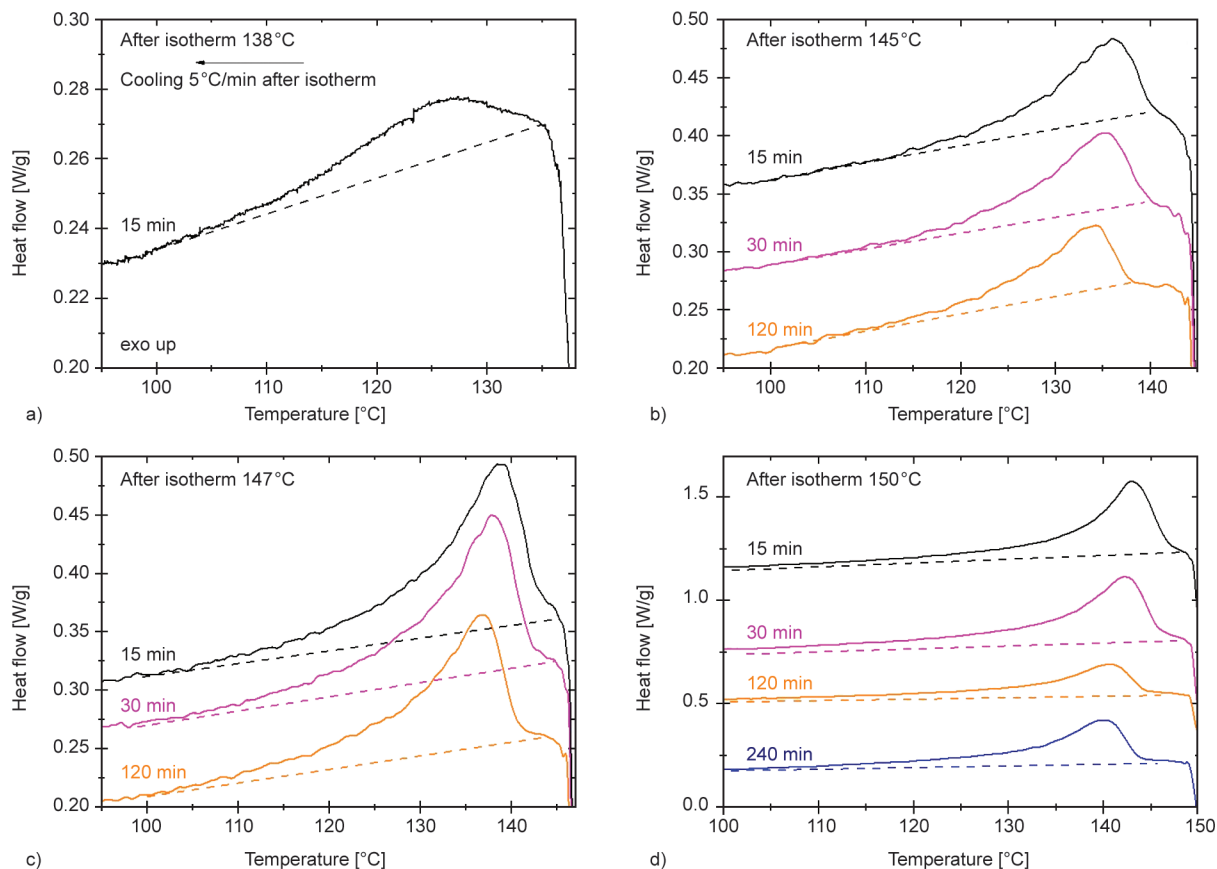 After isotherm 138°C
Cooling 5°C/min after isotherm
15 min
exo up
Heat flow [W/g]
0.30
0.28
0.26
0.24
0.22
0.20
100
110
120
130
Temperature [°C]
a)
After isotherm 145°C
15 min
30 min
120 min
Heat flow [W/g]
0.50
0.45
0.40
0.35
0.30
0.25
0.20
100
110
120
130
140
Temperature [°C]
b)
After isotherm 147°C
15 min
30 min
120 min
Heat flow [W/g]
0.50
0.45
0.40
0.35
0.30
0.25
0.20
100
110
120
130
140
Temperature [°C]
c)
After isotherm 150°C
15 min
30 min
120 min
240 min
Heat flow [W/g]
1.5
1.0
0.5
0.0
100
110
120
130
140
150
Temperature [°C]
d)